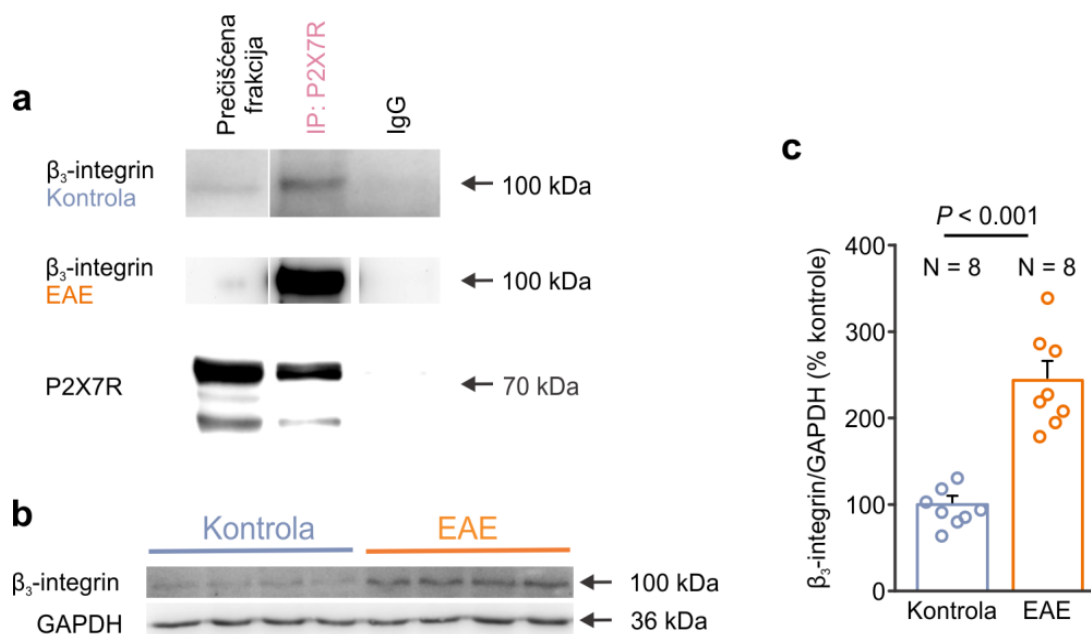 a
Prečišćena
frakcija
IP: P2X7R
IgG
β₃-integrin
Kontrola
100 kDa
β₃-integrin
EAE
100 kDa
P2X7R
70 kDa
b
Kontrola
EAE
β₃-integrin
100 kDa
GAPDH
36 kDa
c
P < 0.001
N = 8
N = 8
β₃-integrin/GAPDH (% kontrole)
400
300
200
100
0
Kontrola
EAE